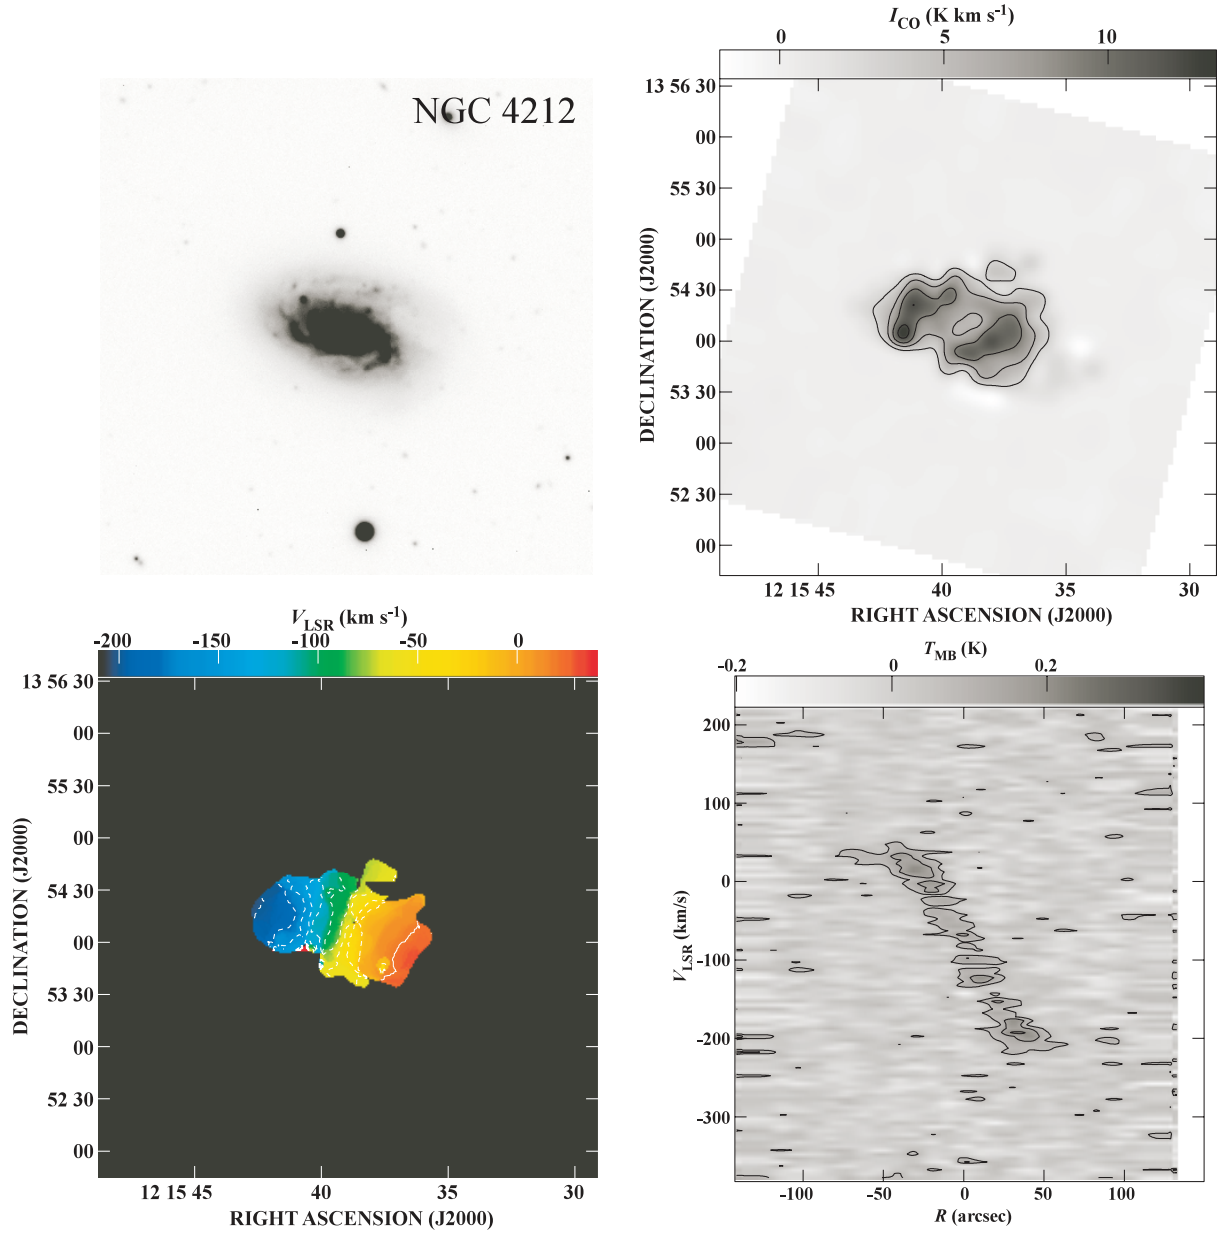 NGC 4212
I_CO (K km s⁻¹)
0 5 10
13 56 30
00
55 30
00
54 30
00
53 30
00
52 30
00
DECLINATION (J2000)
12 15 45 40 35 30
RIGHT ASCENSION (J2000)
V_LSR (km s⁻¹)
-200 -150 -100 -50 0
13 56 30
00
55 30
00
54 30
00
53 30
00
52 30
00
DECLINATION (J2000)
12 15 45 40 35 30
RIGHT ASCENSION (J2000)
T_MB (K)
-0.2 0 0.2
200
100
0
-100
-200
-300
V_LSR (km/s)
-100 -50 0 50 100
R (arcsec)